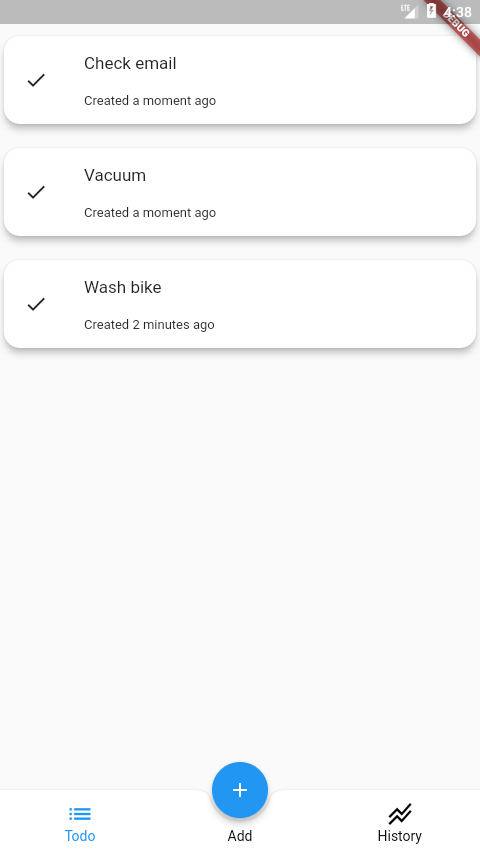 LTE 4:38
DEBUG
Check email
Created a moment ago
Vacuum
Created a moment ago
Wash bike
Created 2 minutes ago
Todo
Add
History